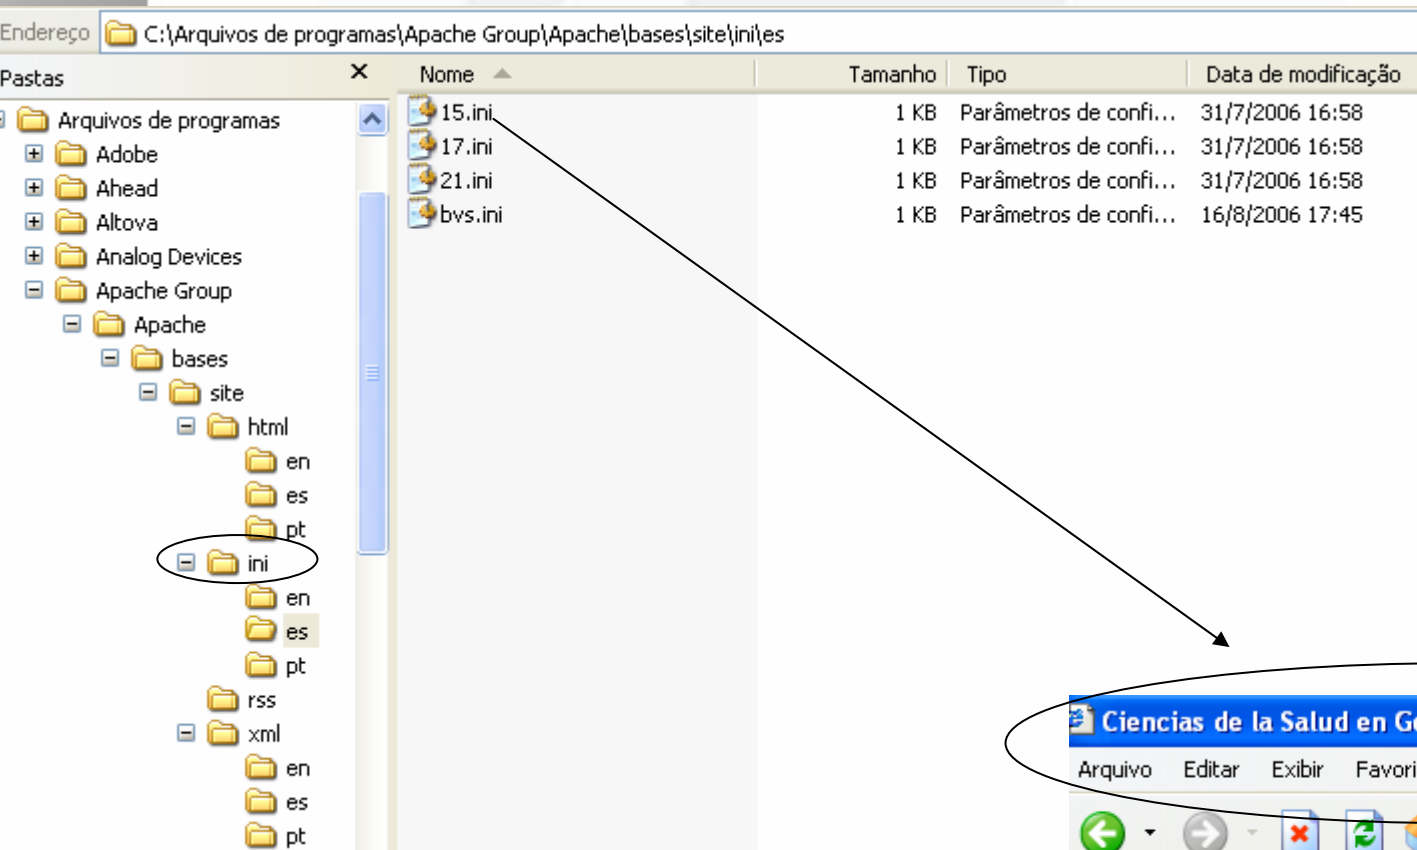 Endereço C:\Arquivos de programas\Apache Group\Apache\bases\site\ini\es
Pastas
Arquivos de programas
Adobe
Ahead
Altova
Analog Devices
Apache Group
Apache
bases
site
html
en
es
pt
ini
en
es
pt
rss
xml
en
es
pt
Nome Tamanho Tipo Data de modificação
15.ini 1 KB Parâmetros de confi... 31/7/2006 16:58
17.ini 1 KB Parâmetros de confi... 31/7/2006 16:58
21.ini 1 KB Parâmetros de confi... 31/7/2006 16:58
bvs.ini 1 KB Parâmetros de confi... 16/8/2006 17:45
Ciencias de la Salud en Ge
Arquivo Editar Exibir Favori